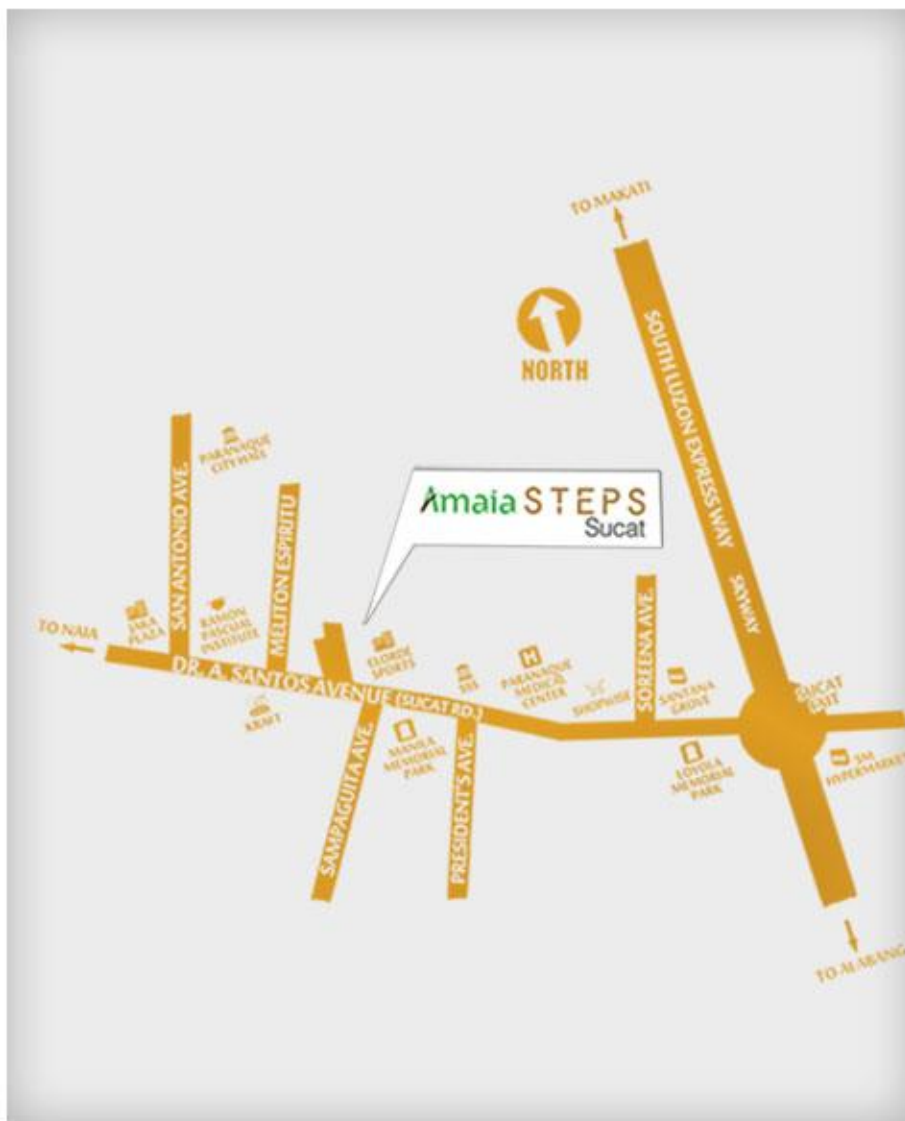 TO MAKATI
NORTH
SOUTH LUZON EXPRESS WAY
SKYWAY
PARANAQUE
CITY HALL
SAN ANTONIO AVE.
MELITON ESPIRITU
Amaia STEPS
Sucat
TO NAIA
JAKA
PLAZA
RAMON
PASCUAL
INSTITUTE
ELORDE
SPORTS
SSS
PARANAQUE
MEDICAL
CENTER
SHOPWISE
SOREENA AVE.
SANTANA
GROVE
SUCAT
EXIT
DR. A. SANTOS AVENUE (SUCAT RD.)
KRAFT
MANILA
MEMORIAL
PARK
SAMPAGUITA AVE.
PRESIDENT'S AVE.
LOYOLA
MEMORIAL
PARK
SM
HYPERMARKET
TO ALABANG